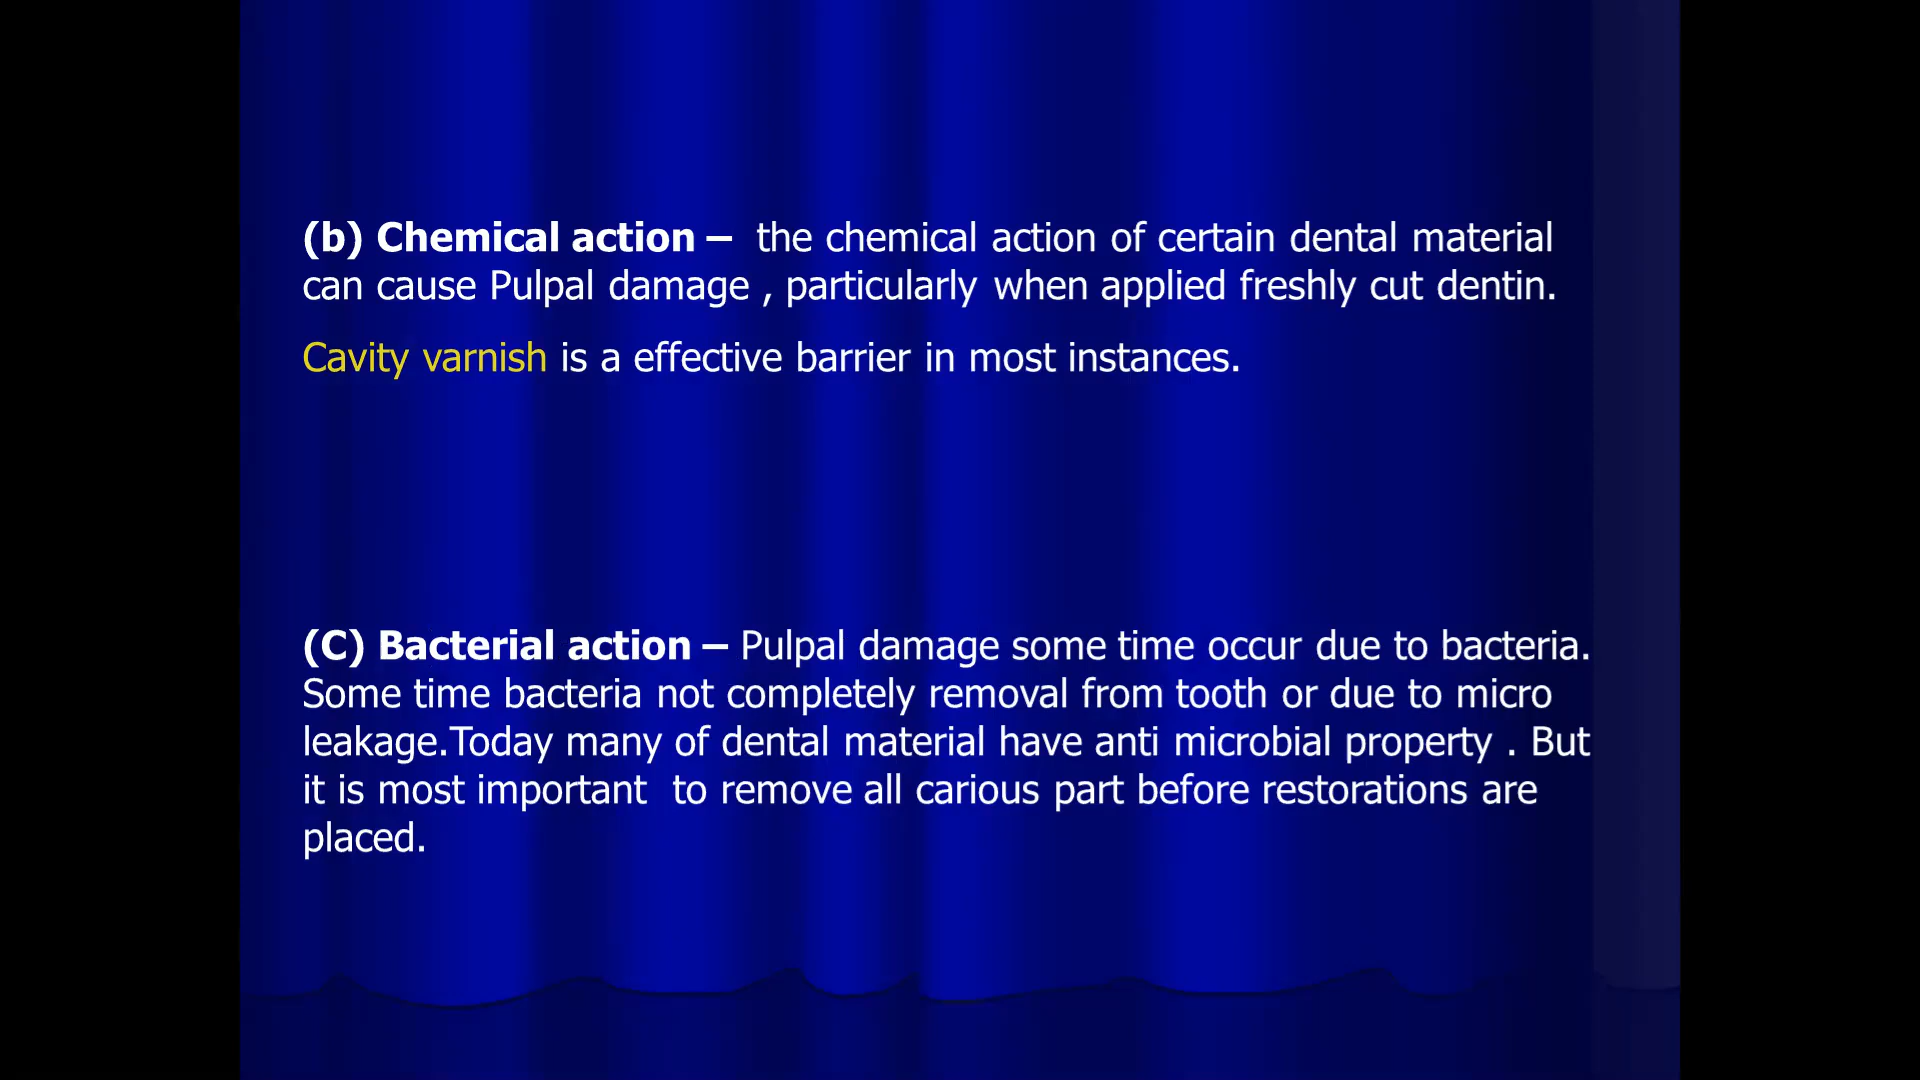 (b) Chemical action –  the chemical action of certain dental material
can cause Pulpal damage , particularly when applied freshly cut dentin.
Cavity varnish is a effective barrier in most instances.
(C) Bacterial action – Pulpal damage some time occur due to bacteria.
Some time bacteria not completely removal from tooth or due to micro
leakage.Today many of dental material have anti microbial property . But
it is most important  to remove all carious part before restorations are
placed.